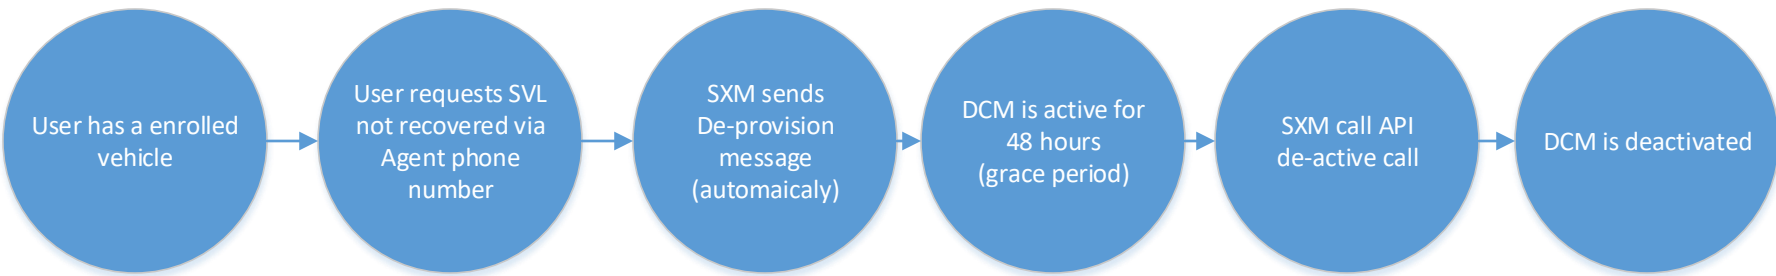 User has a enrolled
vehicle
User requests SVL
not recovered via
Agent phone
number
SXM sends
De-provision
message
(automaicaly)
DCM is active for
48 hours
(grace period)
SXM call API
de-active call
DCM is deactivated